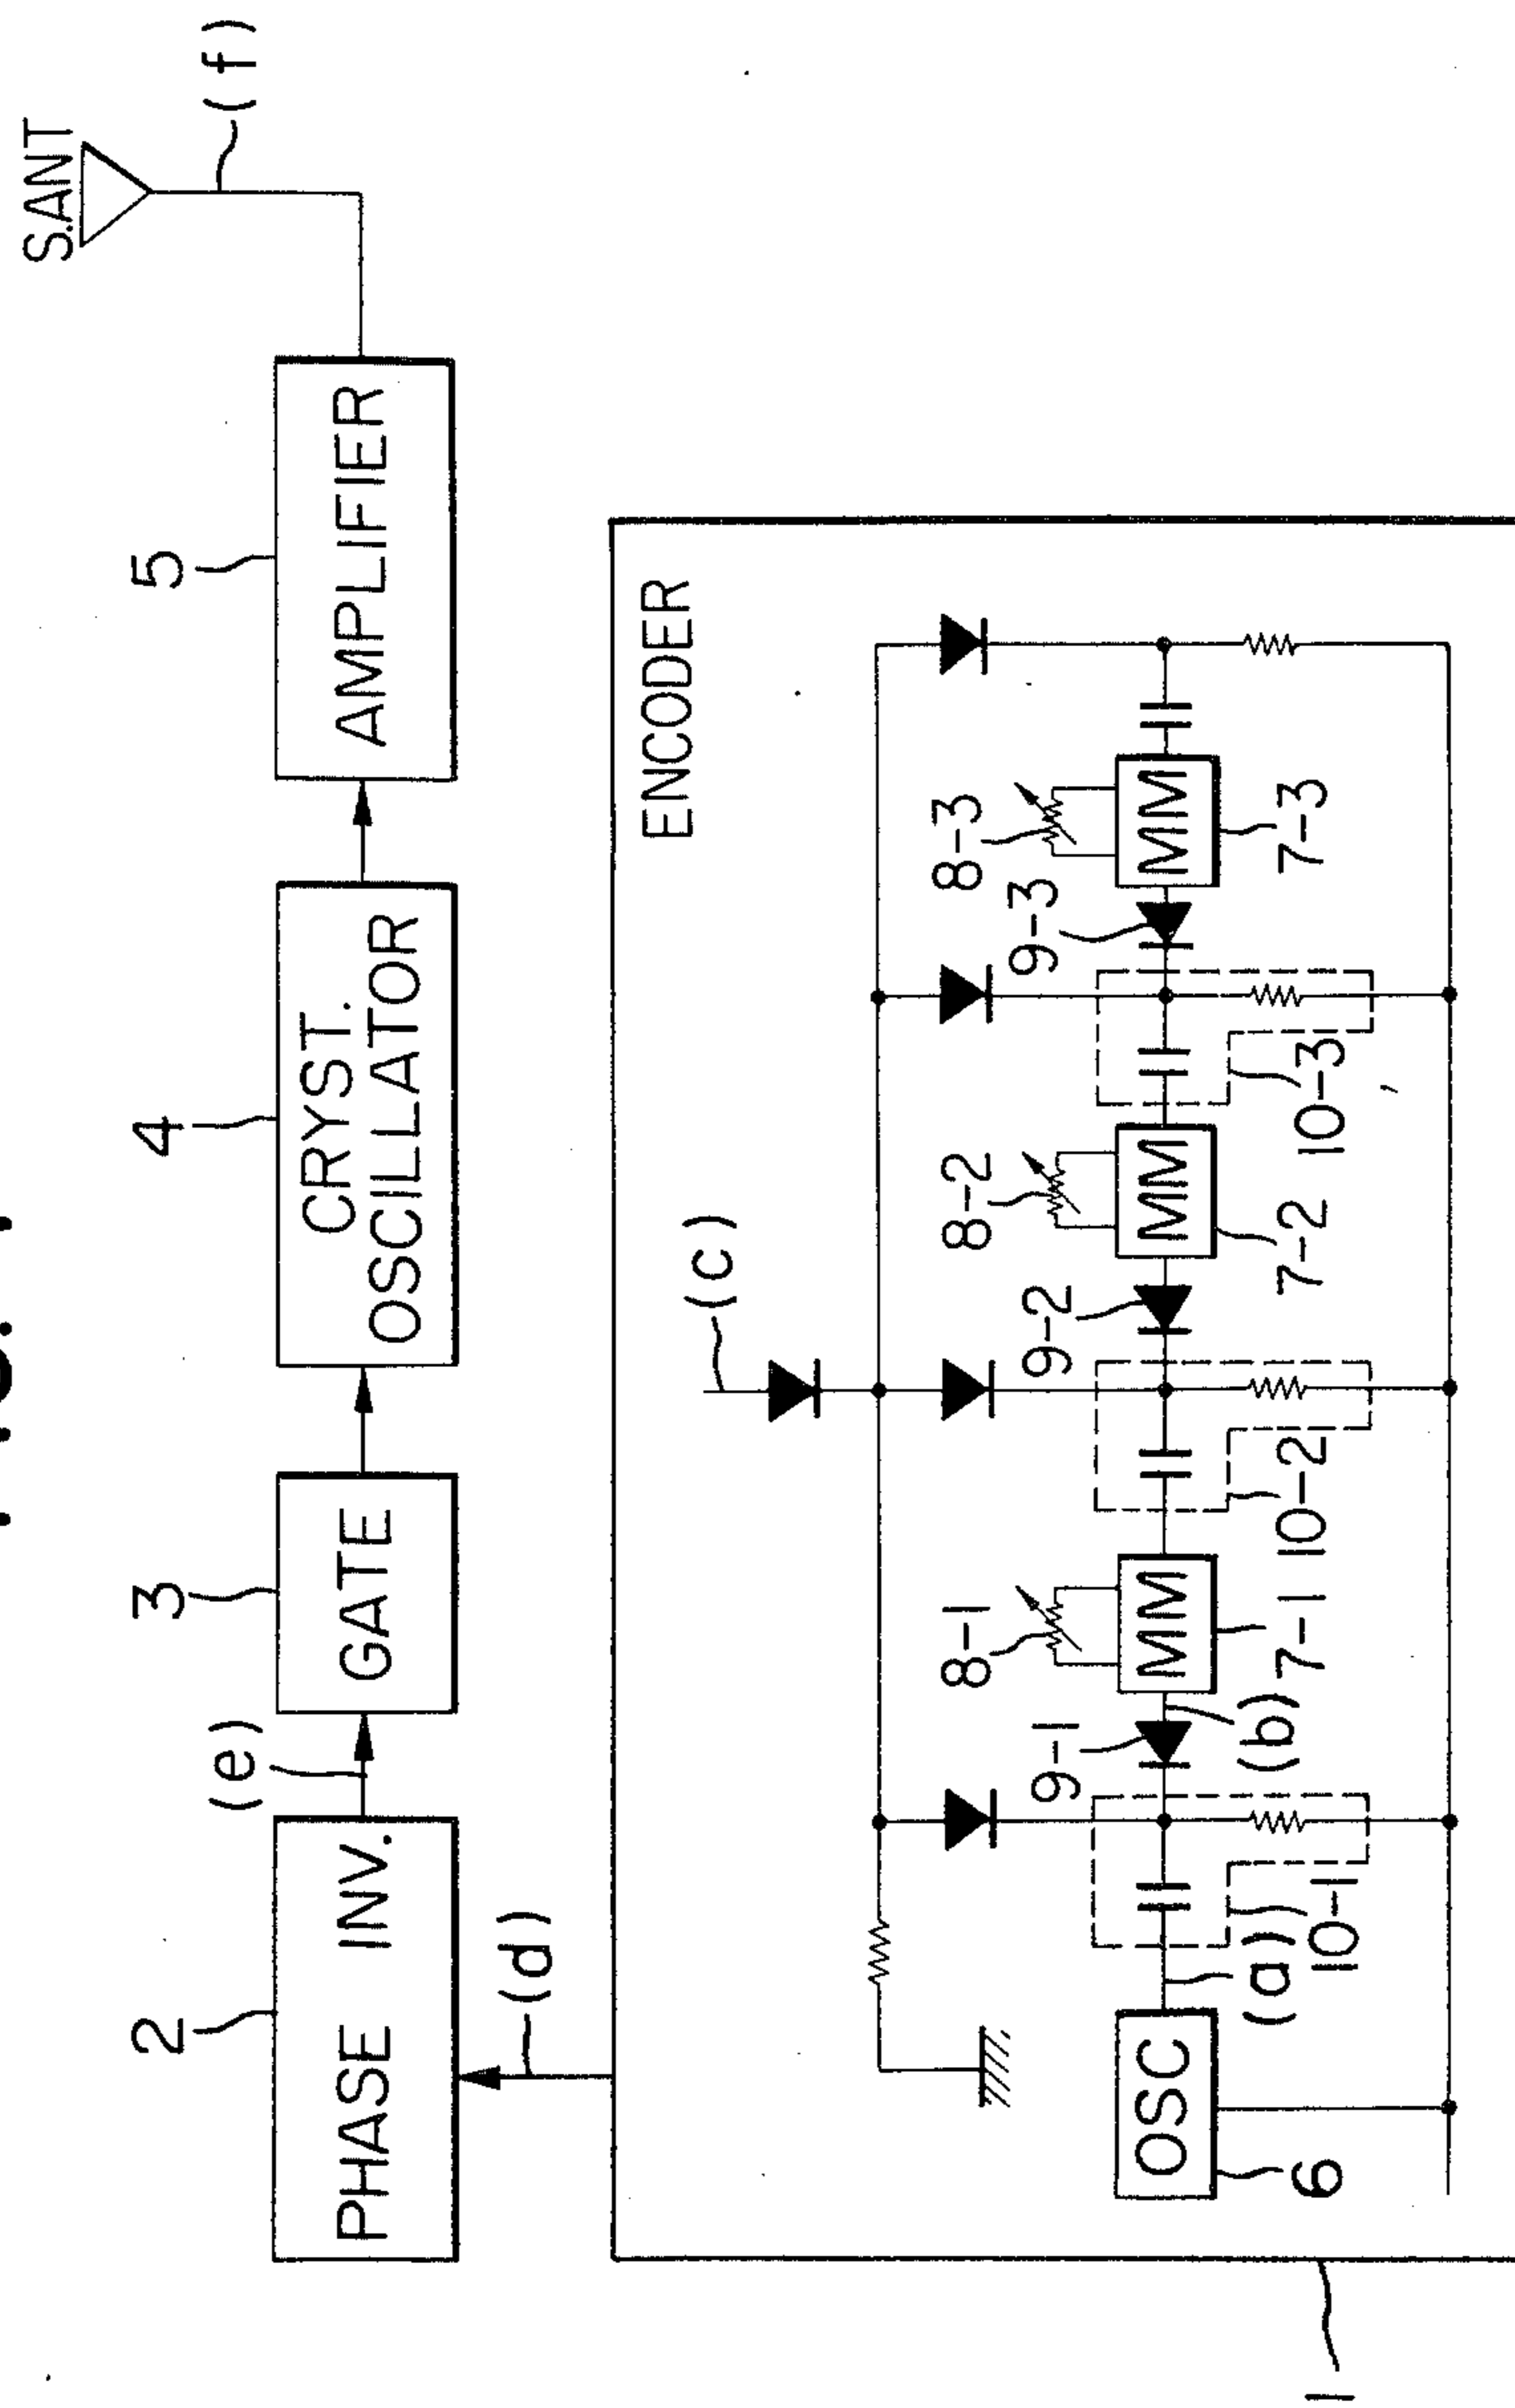 S.ANT
(f)
2
3
4
5
(e)
PHASE INV.
GATE
CRYST.
OSCILLATOR
AMPLIFIER
(d)
ENCODER
(c)
8-1
8-2
8-3
9-1
9-2
9-3
OSC
MM
MM
MM
(a)
(b)
6
10-1
7-1
10-2
7-2
10-3
7-3
1